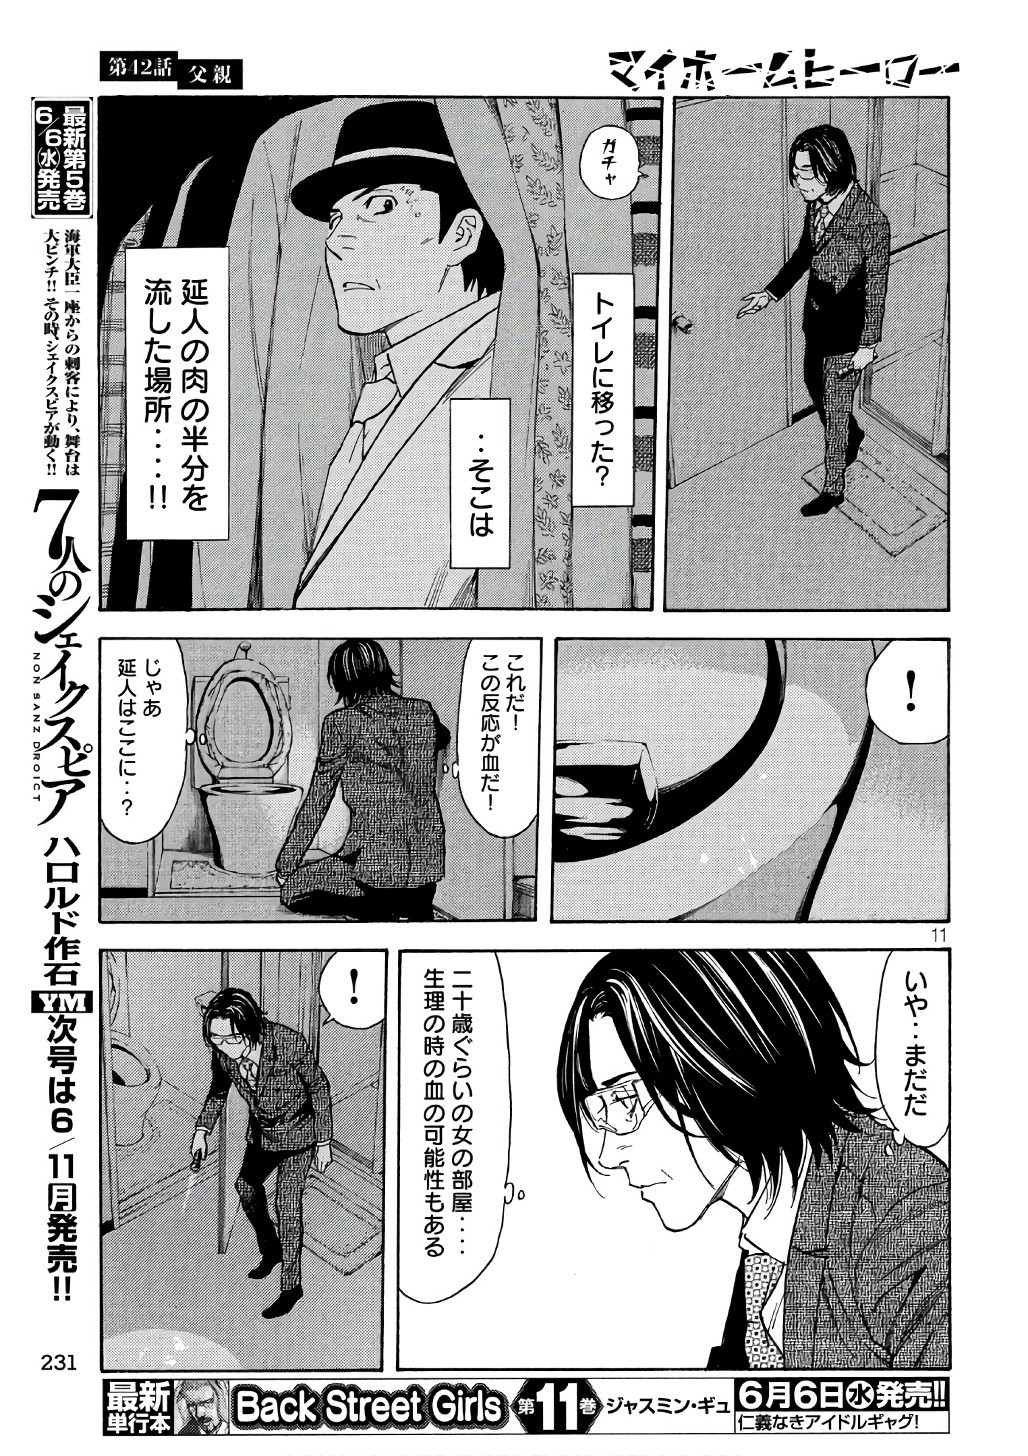 第42話
父親
マイホームヒーロー
ガチャ
トイレに移った?
‥そこは
延人の肉の半分を
流した場所‥‥!!
!
これだ!
この反応が血だ!
じゃあ
延人はここに‥?
11
いや‥まだだ
二十歳ぐらいの女の部屋‥‥
生理の時の血の可能性もある
!
最新第5巻
6/6㊌発売
海軍大臣一座からの刺客により、舞台は
大ピンチ!! その時、シェイクスピアが動く!!
7人のシェイクスピア
NON SANZ DROICT
ハロルド作石
YM次号は6/11月発売!!
231
最新
単行本
Back Street Girls
第11巻
ジャスミン・ギュ
6月6日㊌発売!!
仁義なきアイドルギャグ!